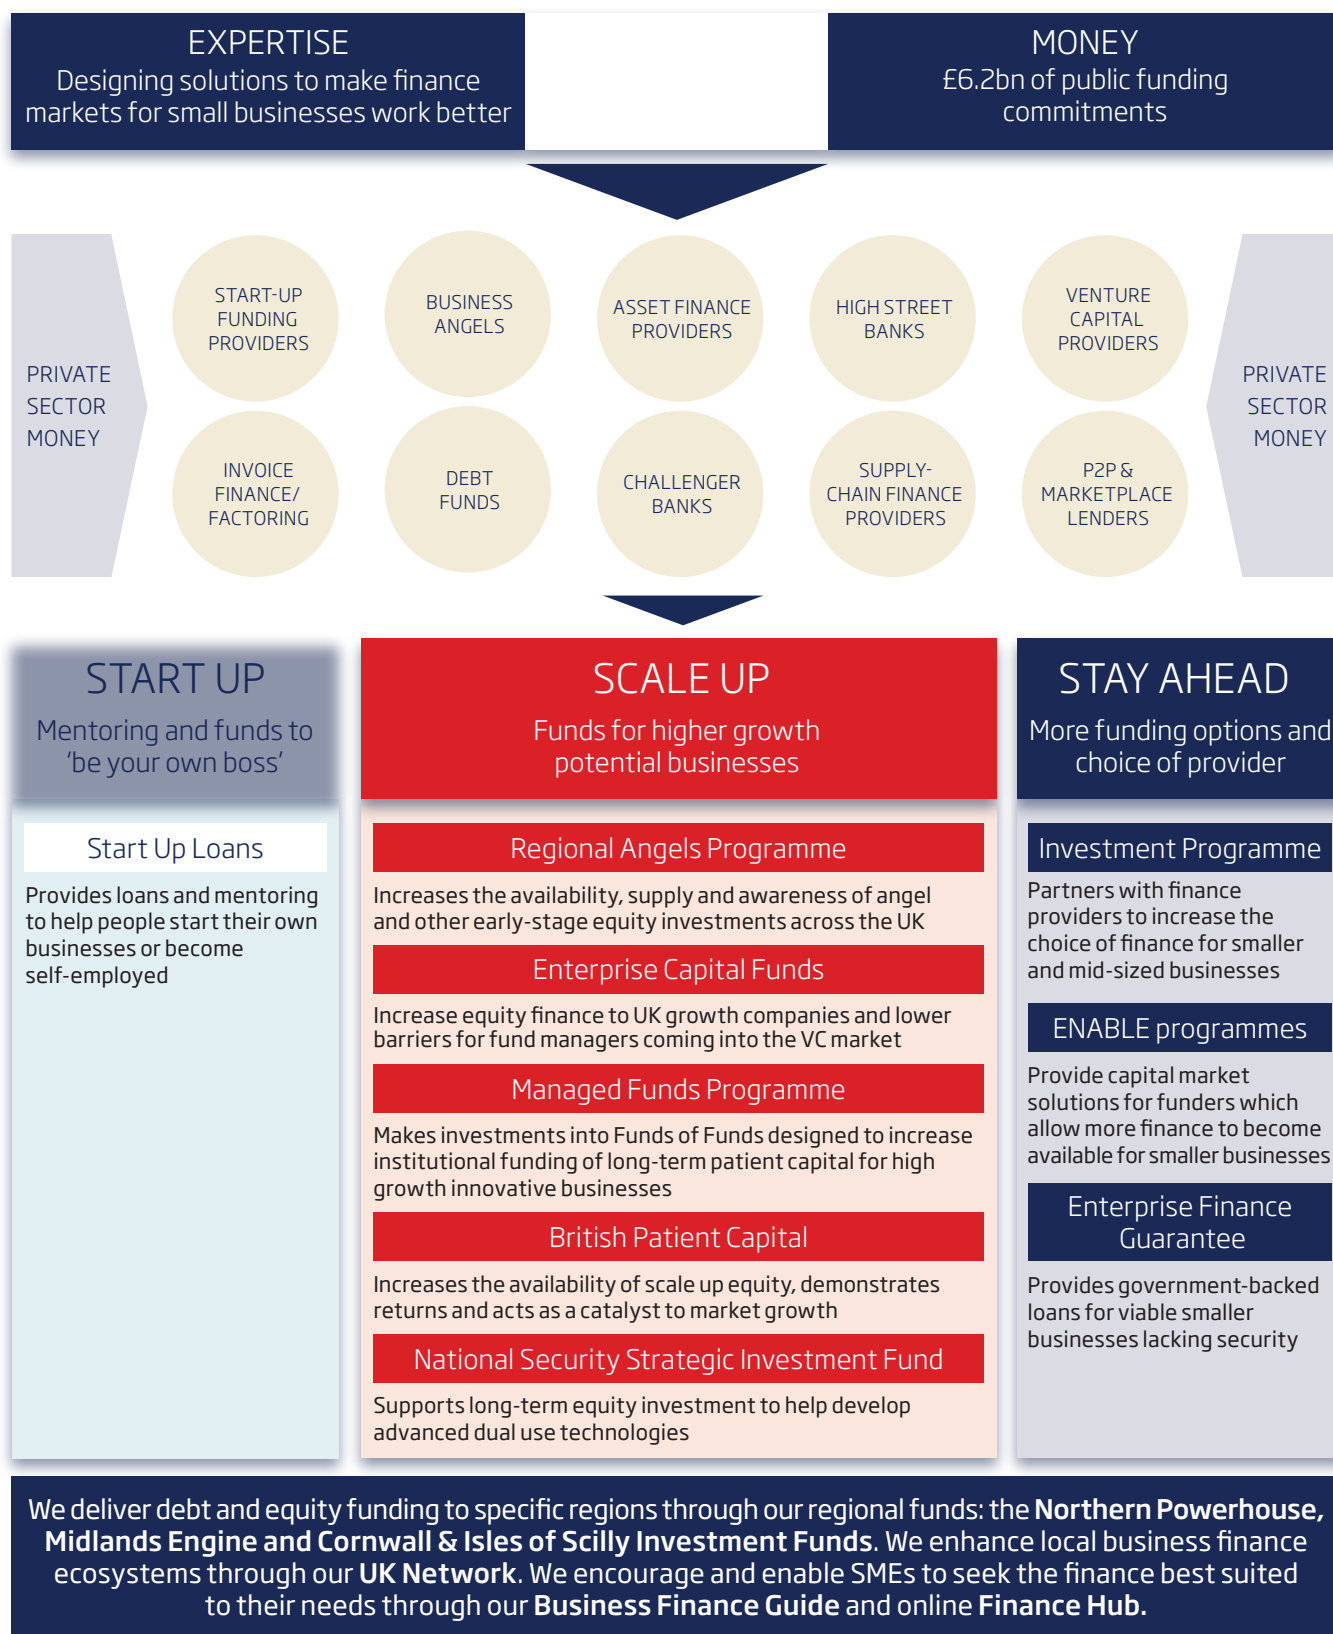 EXPERTISE
Designing solutions to make finance
markets for small businesses work better
MONEY
£6.2bn of public funding
commitments
PRIVATE
SECTOR
MONEY
START-UP
FUNDING
PROVIDERS
BUSINESS
ANGELS
ASSET FINANCE
PROVIDERS
HIGH STREET
BANKS
VENTURE
CAPITAL
PROVIDERS
INVOICE
FINANCE/
FACTORING
DEBT
FUNDS
CHALLENGER
BANKS
SUPPLY-
CHAIN FINANCE
PROVIDERS
P2P &
MARKETPLACE
LENDERS
PRIVATE
SECTOR
MONEY
START UP
Mentoring and funds to
‘be your own boss’
Start Up Loans
Provides loans and mentoring
to help people start their own
businesses or become
self-employed
SCALE UP
Funds for higher growth
potential businesses
Regional Angels Programme
Increases the availability, supply and awareness of angel
and other early-stage equity investments across the UK
Enterprise Capital Funds
Increase equity finance to UK growth companies and lower
barriers for fund managers coming into the VC market
Managed Funds Programme
Makes investments into Funds of Funds designed to increase
institutional funding of long-term patient capital for high
growth innovative businesses
British Patient Capital
Increases the availability of scale up equity, demonstrates
returns and acts as a catalyst to market growth
National Security Strategic Investment Fund
Supports long-term equity investment to help develop
advanced dual use technologies
STAY AHEAD
More funding options and
choice of provider
Investment Programme
Partners with finance
providers to increase the
choice of finance for smaller
and mid-sized businesses
ENABLE programmes
Provide capital market
solutions for funders which
allow more finance to become
available for smaller businesses
Enterprise Finance
Guarantee
Provides government-backed
loans for viable smaller
businesses lacking security
We deliver debt and equity funding to specific regions through our regional funds: the Northern Powerhouse,
Midlands Engine and Cornwall & Isles of Scilly Investment Funds. We enhance local business finance
ecosystems through our UK Network. We encourage and enable SMEs to seek the finance best suited
to their needs through our Business Finance Guide and online Finance Hub.